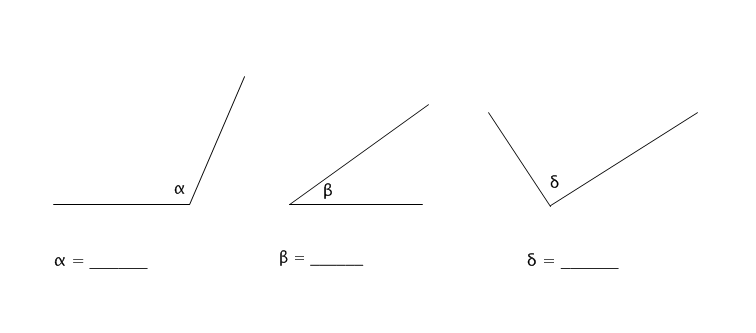 α β δ
α = ______ β = ______ δ = ______